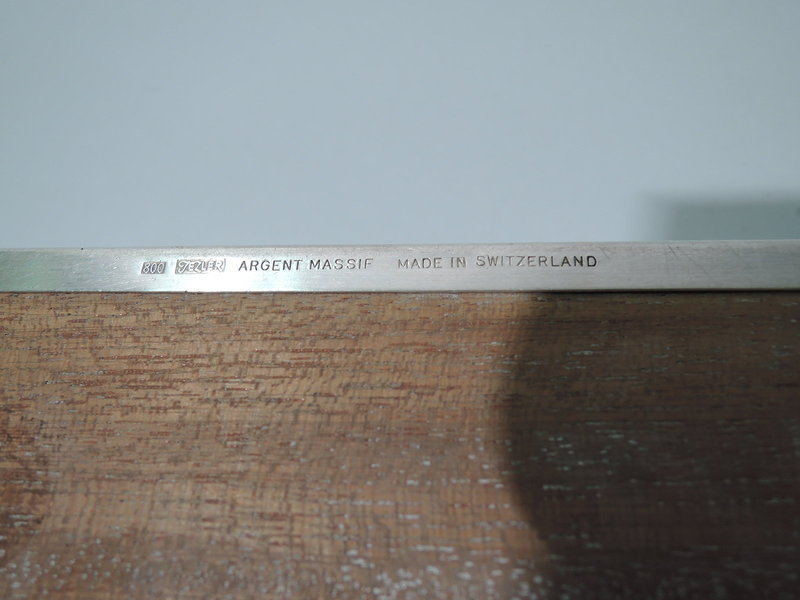 800 JEZLER ARGENT MASSIF MADE IN SWITZERLAND